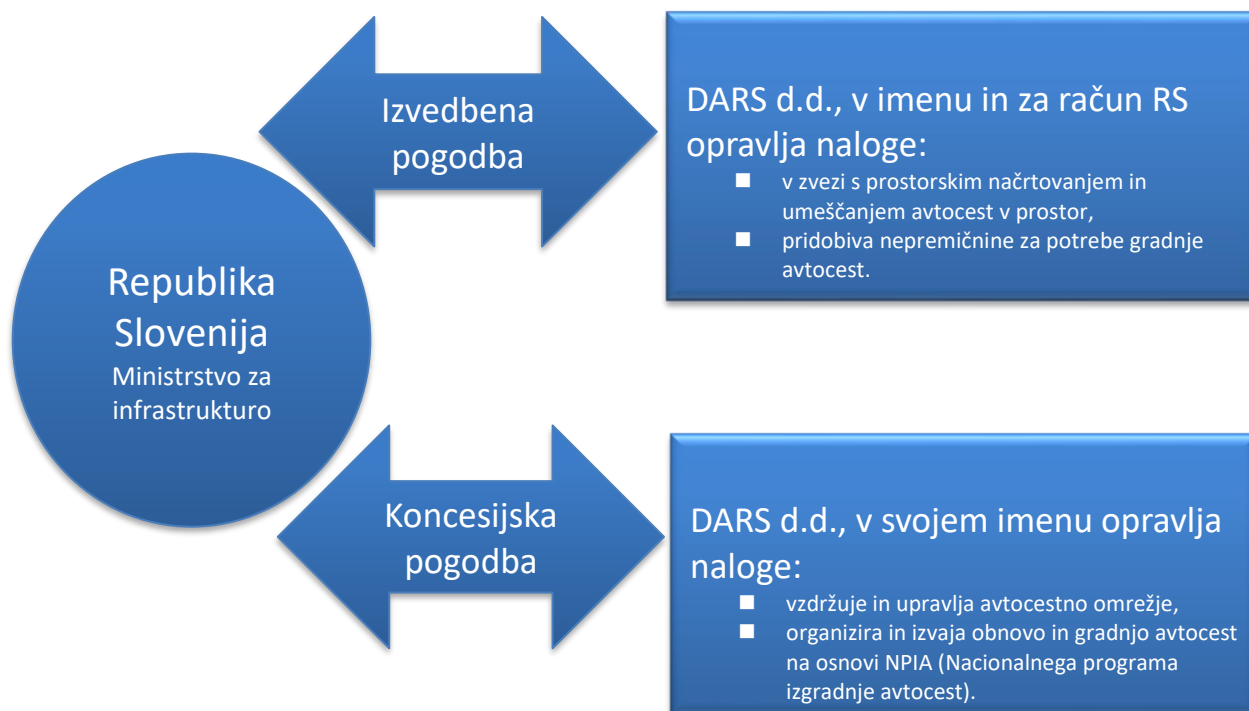 Izvedbena
pogodba
DARS d.d., v imenu in za račun RS
opravlja naloge:
■ v zvezi s prostorskim načrtovanjem in
umeščanjem avtocest v prostor,
■ pridobiva nepremičnine za potrebe gradnje
avtocest.
Republika
Slovenija
Ministrstvo za
infrastrukturo
Koncesijska
pogodba
DARS d.d., v svojem imenu opravlja
naloge:
■ vzdržuje in upravlja avtocestno omrežje,
■ organizira in izvaja obnovo in gradnjo avtocest
na osnovi NPIA (Nacionalnega programa
izgradnje avtocest).